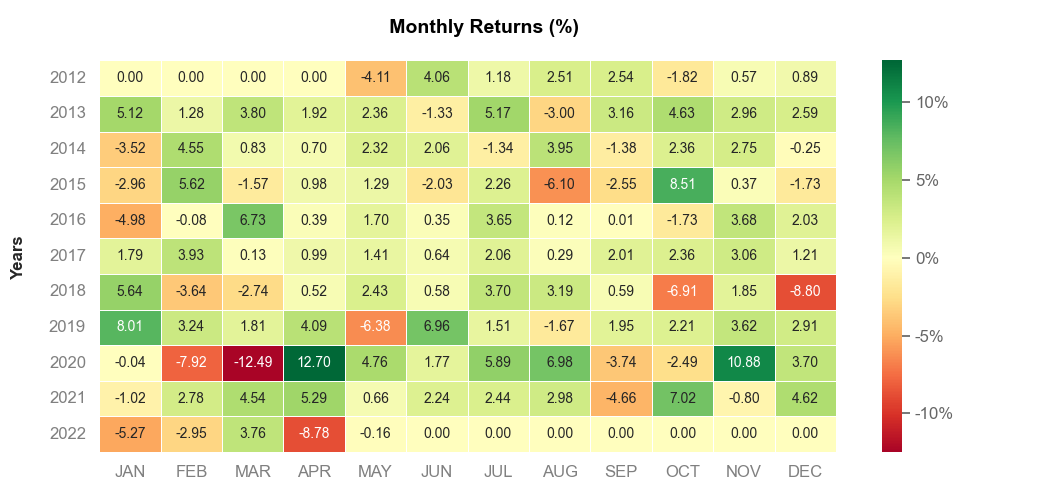 Monthly Returns (%)
Years
2012 0.00 0.00 0.00 0.00 -4.11 4.06 1.18 2.51 2.54 -1.82 0.57 0.89
2013 5.12 1.28 3.80 1.92 2.36 -1.33 5.17 -3.00 3.16 4.63 2.96 2.59
2014 -3.52 4.55 0.83 0.70 2.32 2.06 -1.34 3.95 -1.38 2.36 2.75 -0.25
2015 -2.96 5.62 -1.57 0.98 1.29 -2.03 2.26 -6.10 -2.55 8.51 0.37 -1.73
2016 -4.98 -0.08 6.73 0.39 1.70 0.35 3.65 0.12 0.01 -1.73 3.68 2.03
2017 1.79 3.93 0.13 0.99 1.41 0.64 2.06 0.29 2.01 2.36 3.06 1.21
2018 5.64 -3.64 -2.74 0.52 2.43 0.58 3.70 3.19 0.59 -6.91 1.85 -8.80
2019 8.01 3.24 1.81 4.09 -6.38 6.96 1.51 -1.67 1.95 2.21 3.62 2.91
2020 -0.04 -7.92 -12.49 12.70 4.76 1.77 5.89 6.98 -3.74 -2.49 10.88 3.70
2021 -1.02 2.78 4.54 5.29 0.66 2.24 2.44 2.98 -4.66 7.02 -0.80 4.62
2022 -5.27 -2.95 3.76 -8.78 -0.16 0.00 0.00 0.00 0.00 0.00 0.00 0.00
JAN FEB MAR APR MAY JUN JUL AUG SEP OCT NOV DEC
10%
5%
0%
-5%
-10%